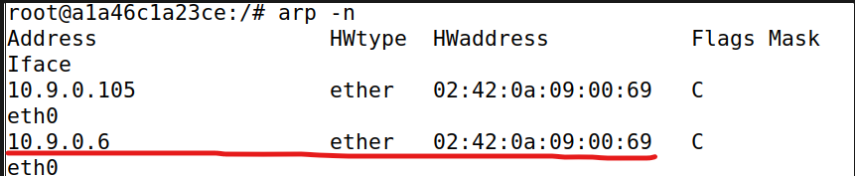 root@a1a46c1a23ce:/# arp -n
Address HWtype HWaddress Flags Mask
Iface
10.9.0.105 ether 02:42:0a:09:00:69 C
eth0
10.9.0.6 ether 02:42:0a:09:00:69 C
eth0